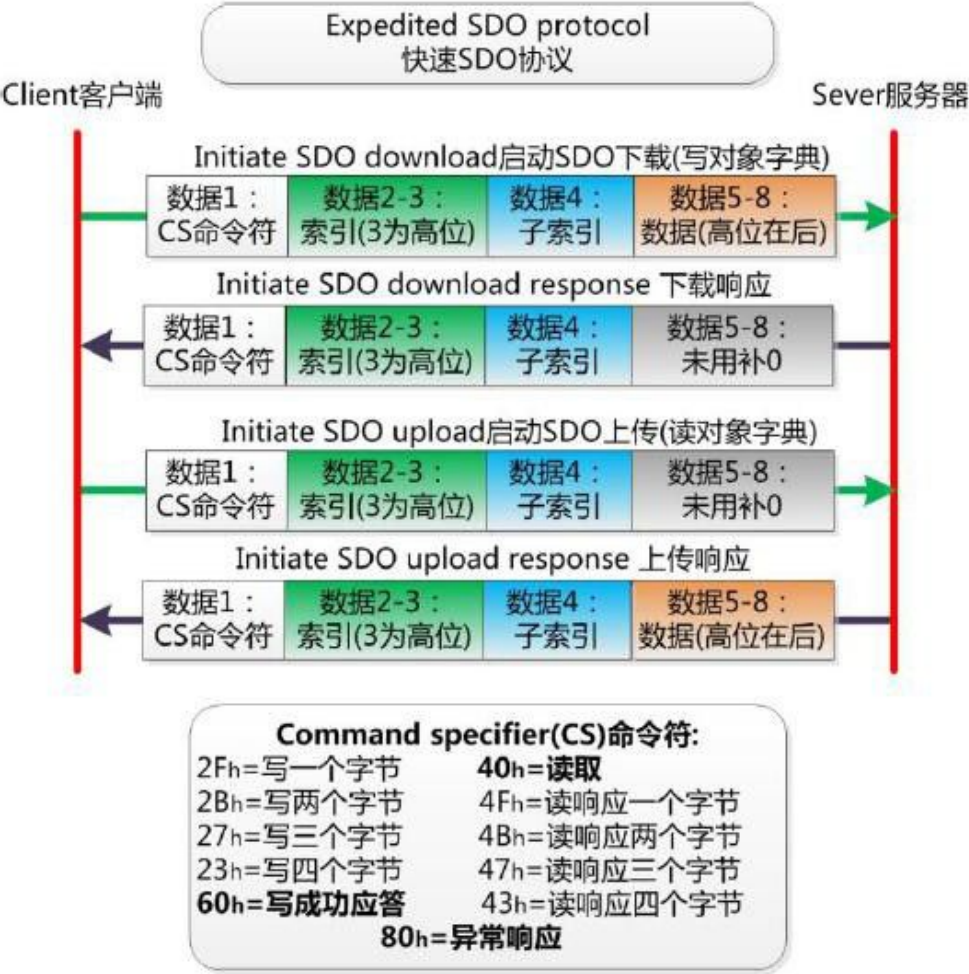 Expedited SDO protocol
快速SDO协议
Client客户端
Sever服务器
Initiate SDO download启动SDO下载(写对象字典)
数据1： 数据2-3： 数据4： 数据5-8：
CS命令符 索引(3为高位) 子索引 数据(高位在后)
Initiate SDO download response 下载响应
数据1： 数据2-3： 数据4： 数据5-8：
CS命令符 索引(3为高位) 子索引 未用补0
Initiate SDO upload启动SDO上传(读对象字典)
数据1： 数据2-3： 数据4： 数据5-8：
CS命令符 索引(3为高位) 子索引 未用补0
Initiate SDO upload response 上传响应
数据1： 数据2-3： 数据4： 数据5-8：
CS命令符 索引(3为高位) 子索引 数据(高位在后)
Command specifier(CS)命令符:
2Fh=写一个字节 40h=读取
2Bh=写两个字节 4Fh=读响应一个字节
27h=写三个字节 4Bh=读响应两个字节
23h=写四个字节 47h=读响应三个字节
60h=写成功应答 43h=读响应四个字节
80h=异常响应